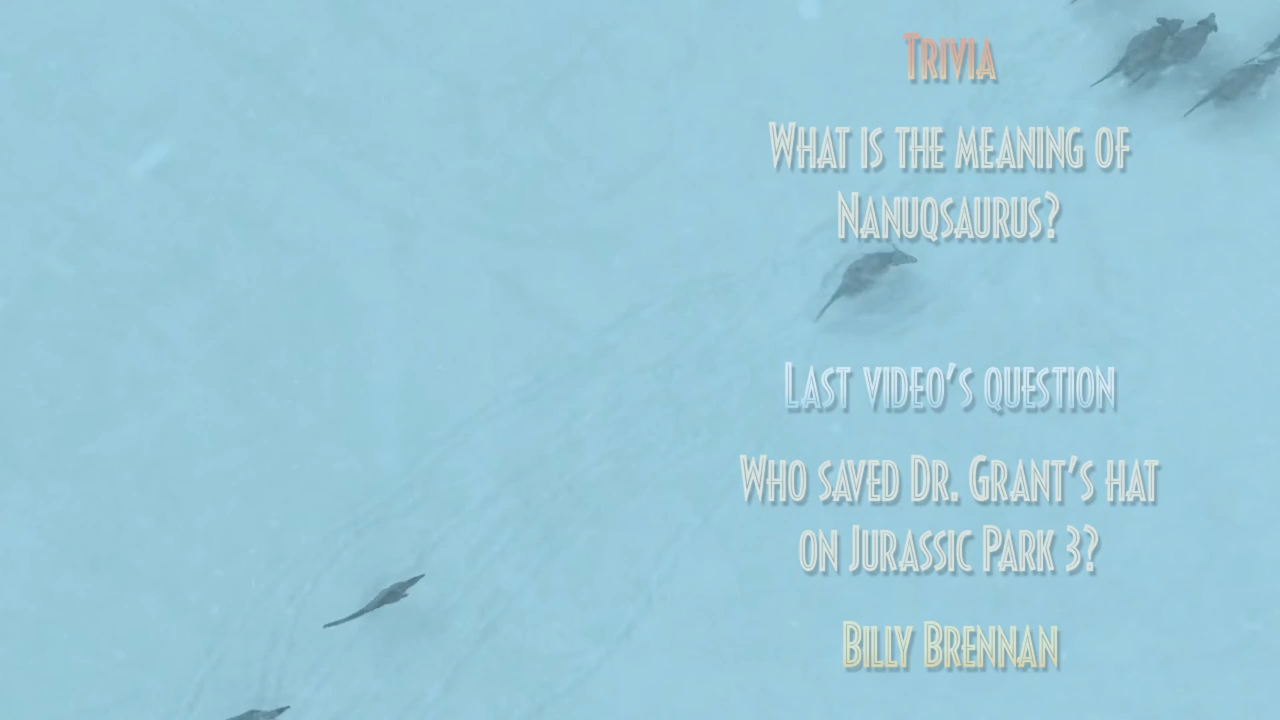 Trivia
What is the meaning of
Nanuqsaurus?
Last video's question
Who saved Dr. Grant's hat
on Jurassic Park 3?
Billy Brennan